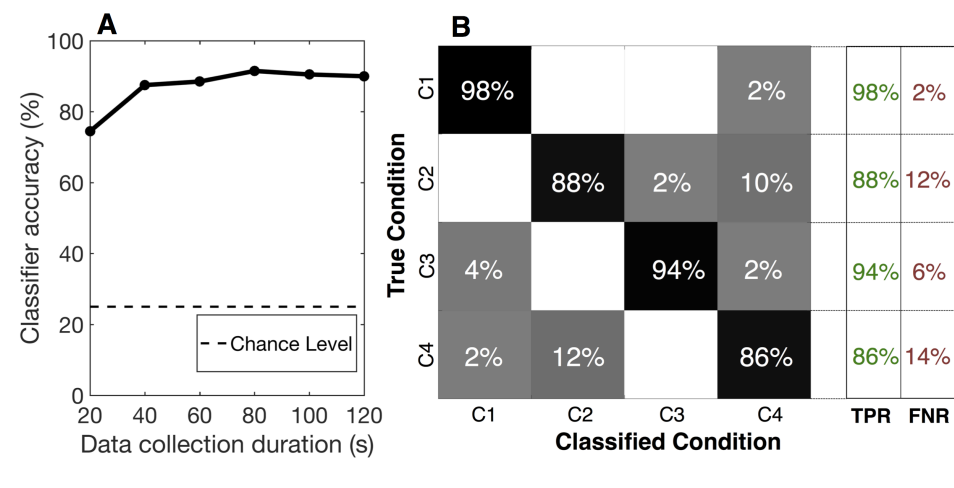 A
Classifier accuracy (%)
100
80
60
40
20
0
Chance Level
20 40 60 80 100 120
Data collection duration (s)
B
True Condition
C1 98% 2% 98% 2%
C2 88% 2% 10% 88% 12%
C3 4% 94% 2% 94% 6%
C4 2% 12% 86% 86% 14%
C1 C2 C3 C4 TPR FNR
Classified Condition